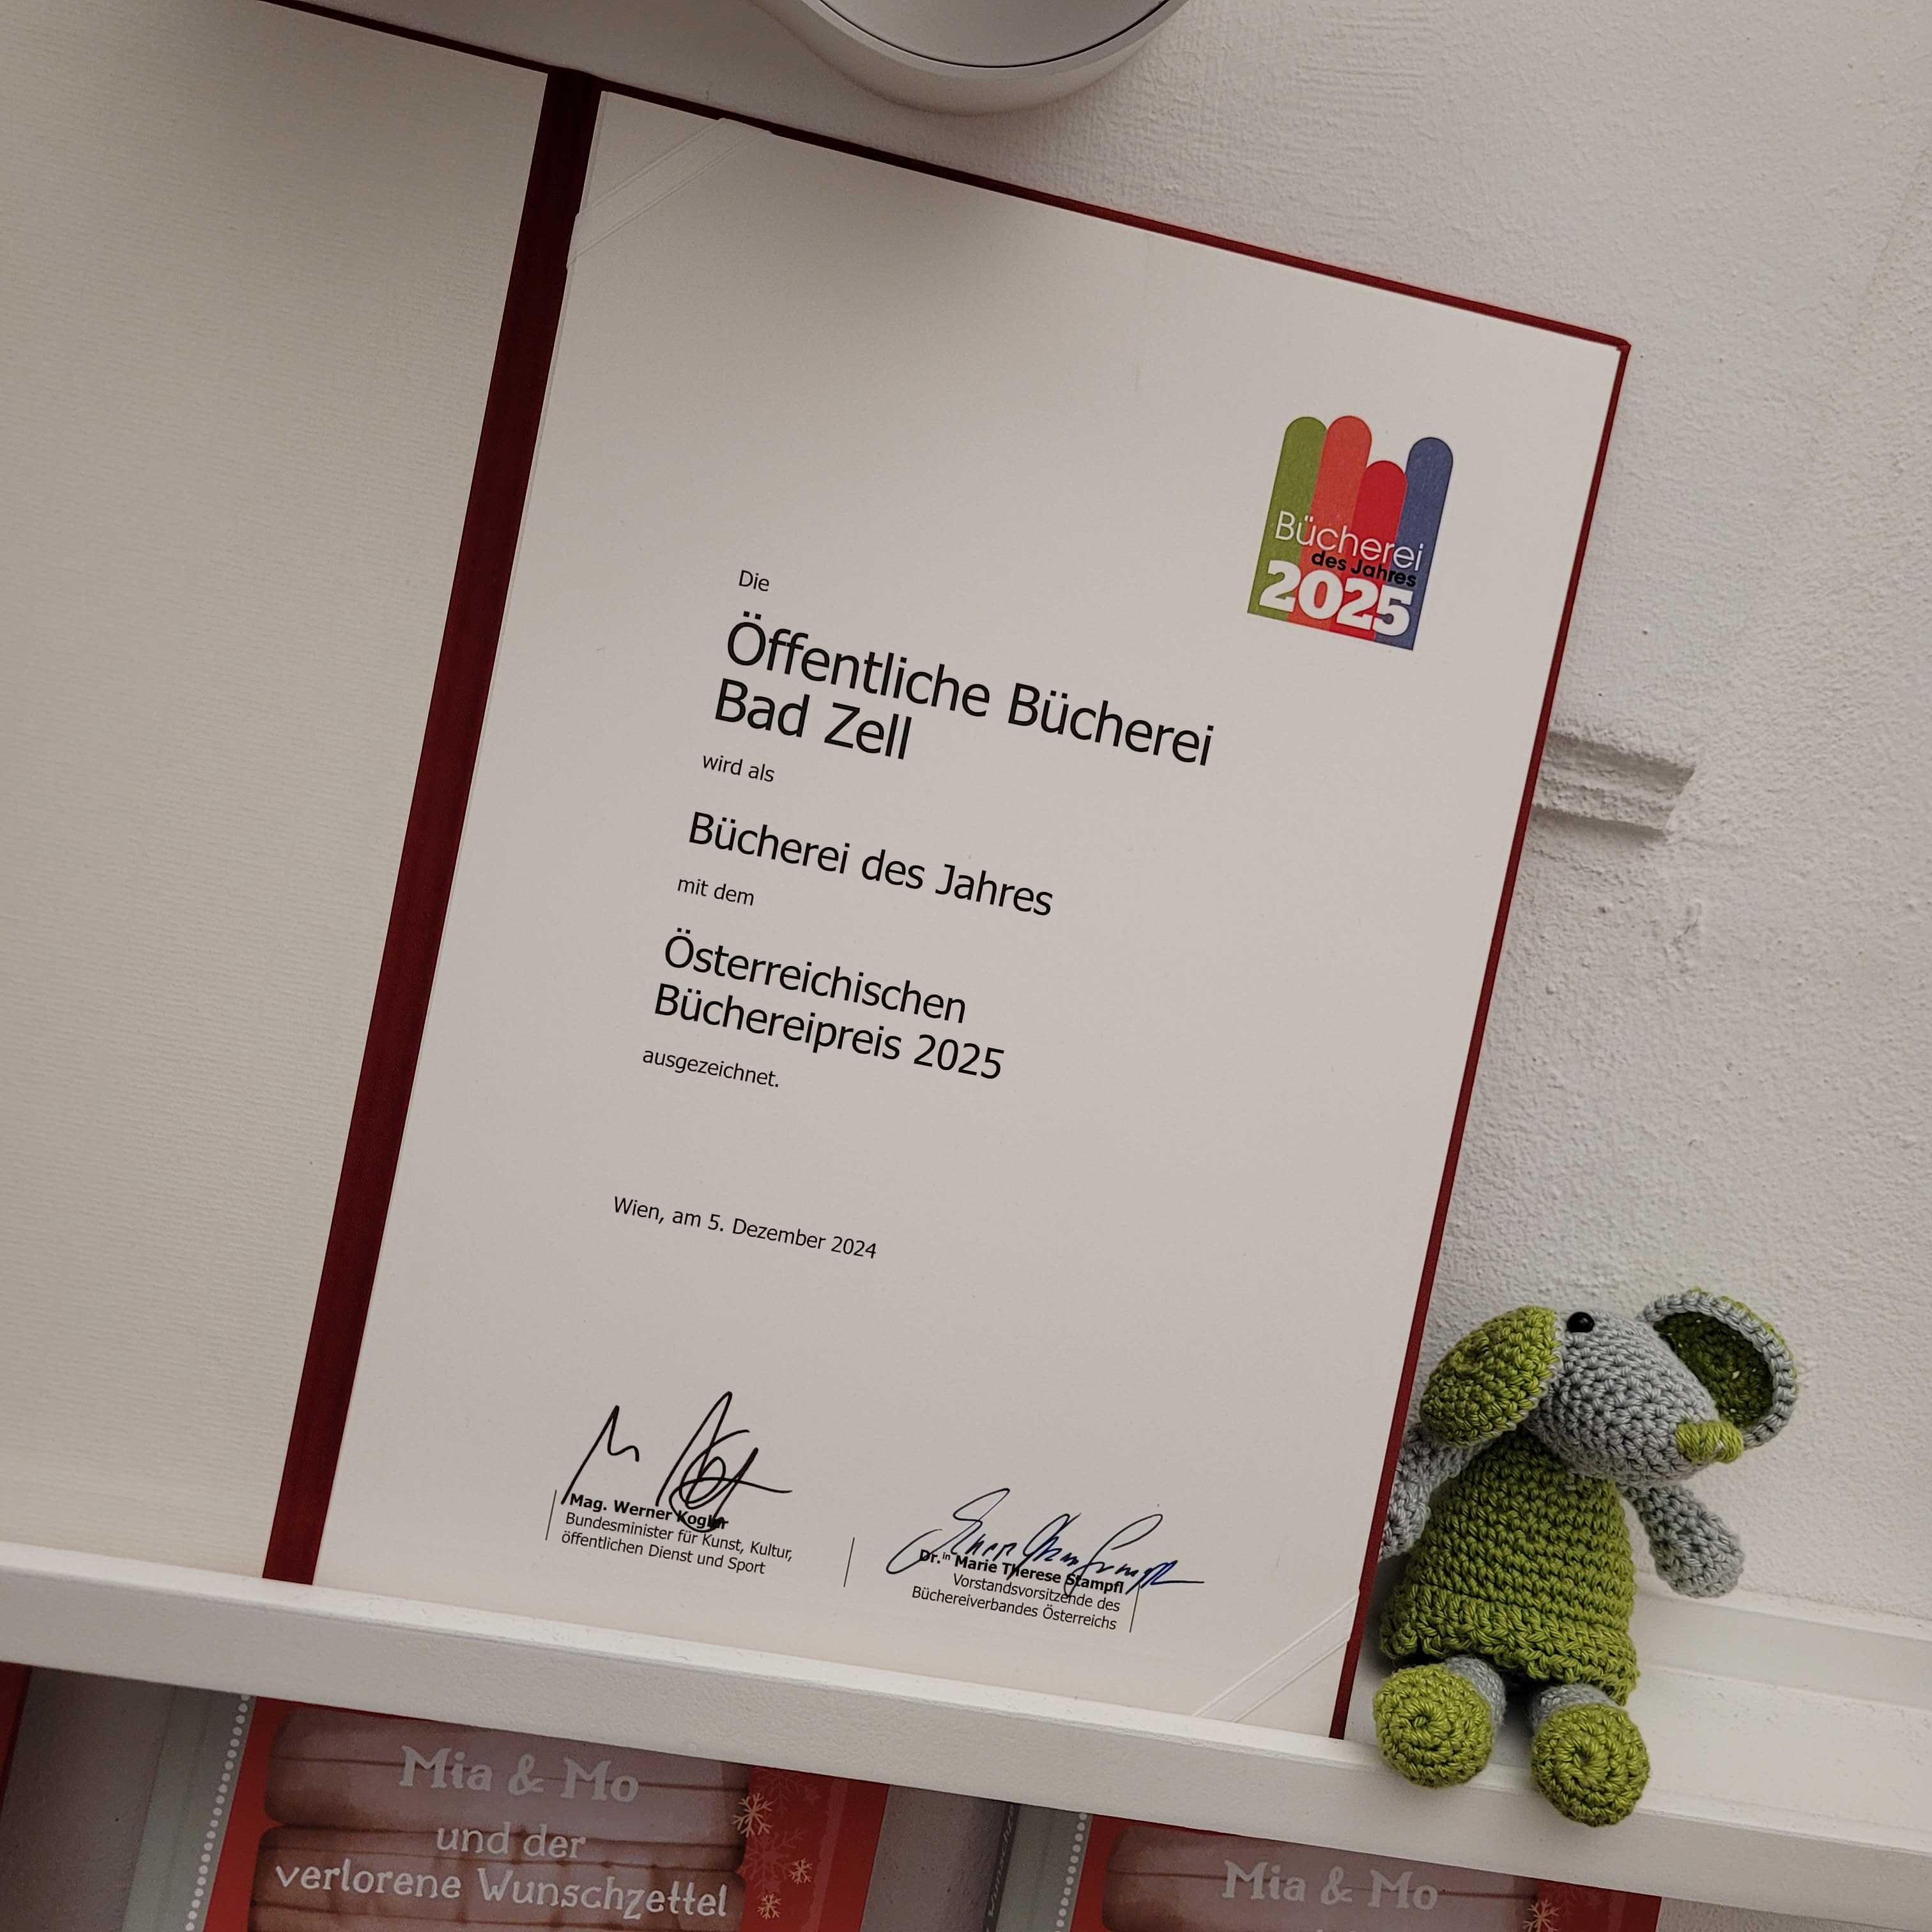 Bücherei
des Jahres
2025
Die
Öffentliche Bücherei
Bad Zell
wird als
Bücherei des Jahres
mit dem
Österreichischen
Büchereipreis 2025
ausgezeichnet.
Wien, am 5. Dezember 2024
Mag. Werner Kogler
Bundesminister für Kunst, Kultur,
öffentlichen Dienst und Sport
Dr.ⁱⁿ Marie Therese Stampfl
Vorstandsvorsitzende des
Büchereiverbandes Österreichs
Mia & Mo
und der
verlorene Wunschzettel
Mia & Mo